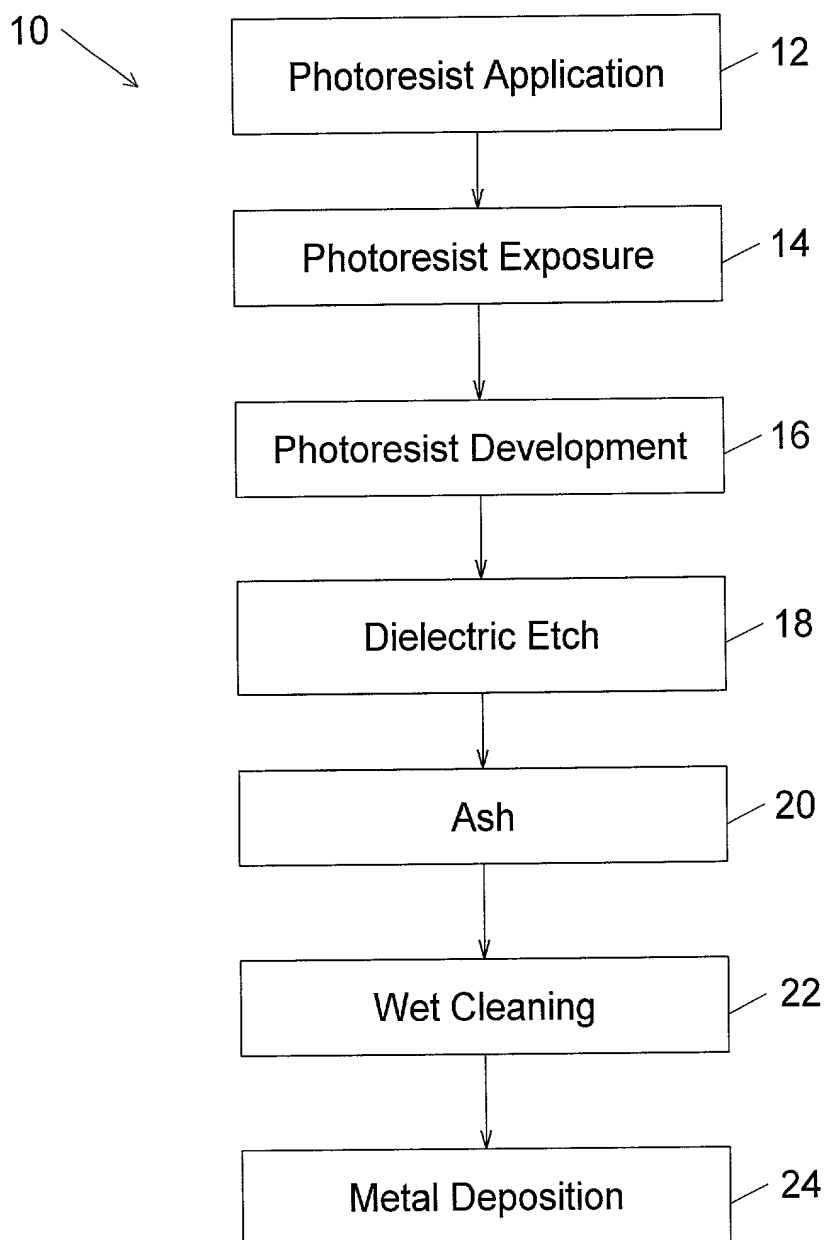 10
Photoresist Application 12
Photoresist Exposure 14
Photoresist Development 16
Dielectric Etch 18
Ash 20
Wet Cleaning 22
Metal Deposition 24